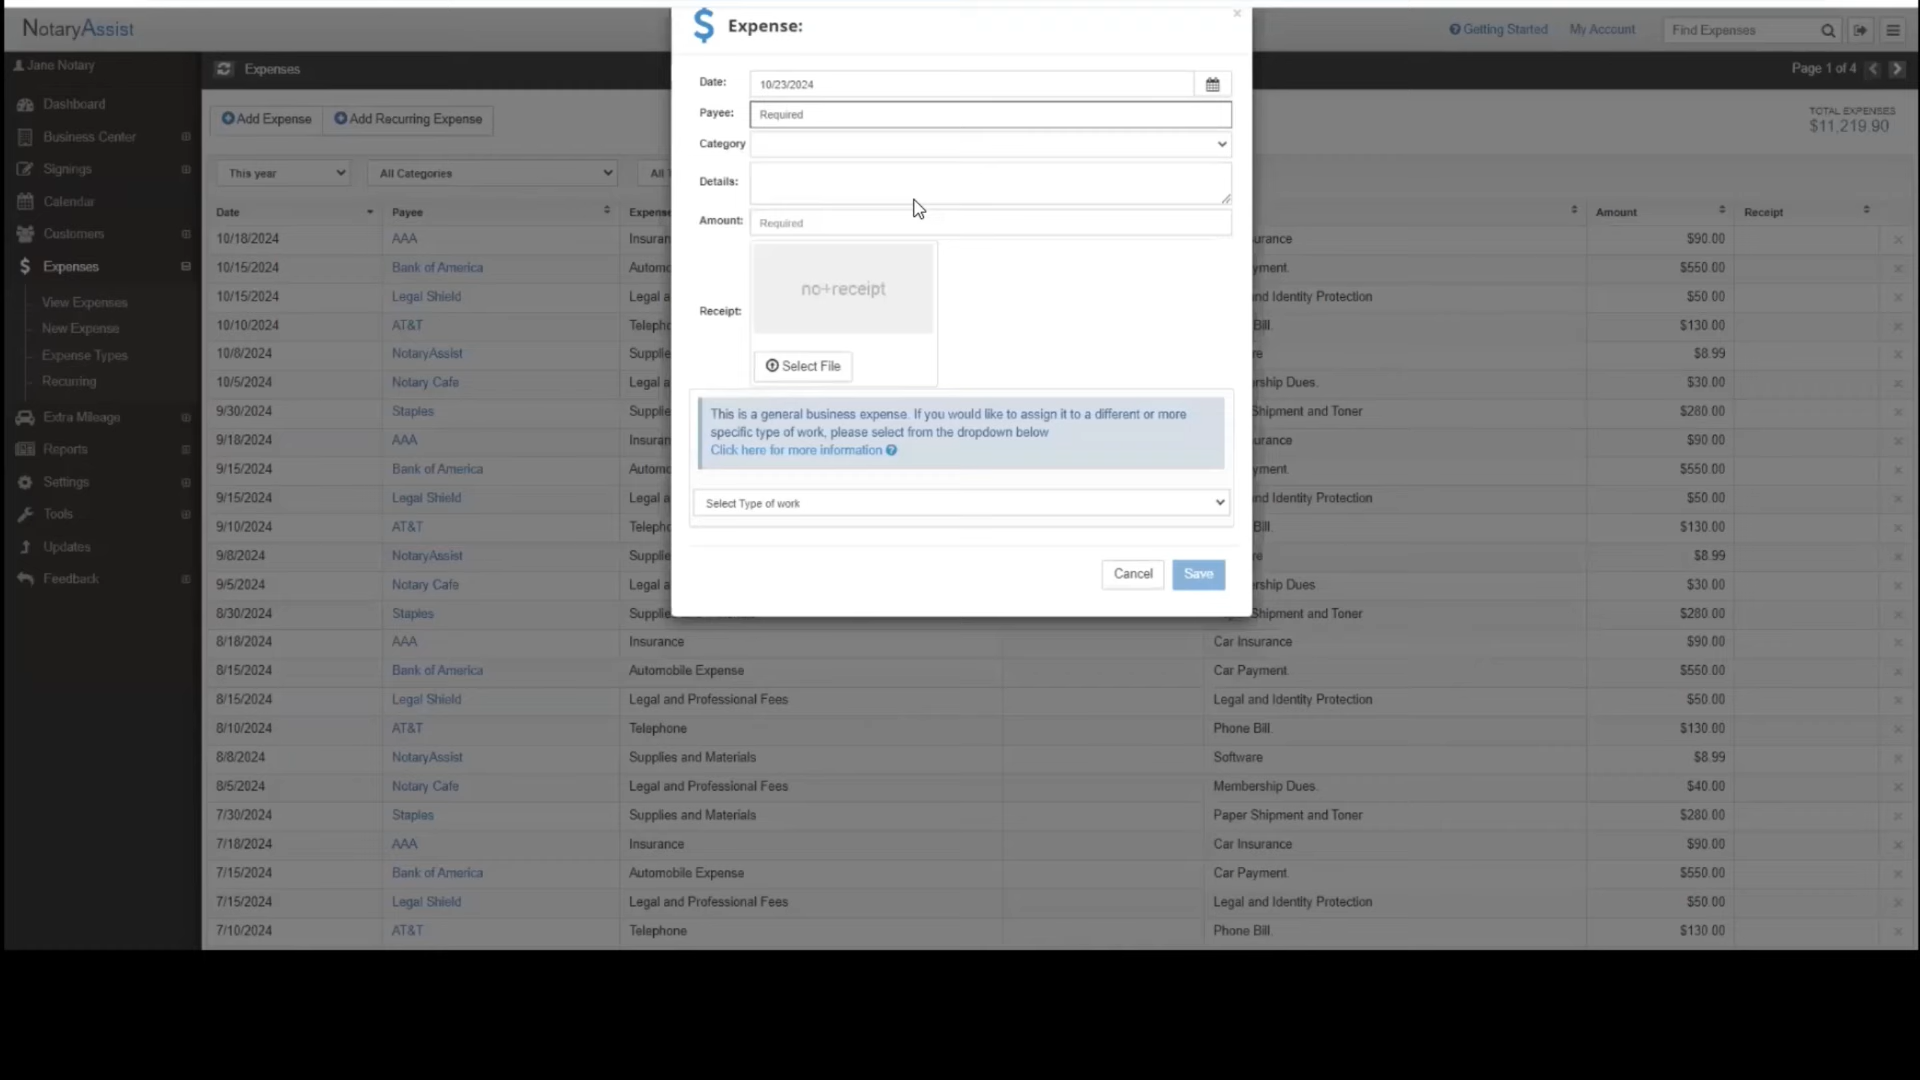 NotaryAssist
Getting Started My Account Find Expenses
Jane Notary
Dashboard
Business Center
Signings
Calendar
Customers
Expenses
View Expenses
New Expense
Expense Types
Recurring
Extra Mileage
Reports
Settings
Tools
Updates
Feedback
Expenses
Page 1 of 4
Add Expense Add Recurring Expense
TOTAL EXPENSES
$11,219.90
This year All Categories All
Date Payee Expense Amount Receipt
10/18/2024 AAA Insuran urance $90.00
10/15/2024 Bank of America Automo yment. $550.00
10/15/2024 Legal Shield Legal a nd Identity Protection $50.00
10/10/2024 AT&T Telepho Bill. $130.00
10/8/2024 NotaryAssist Supplie re $8.99
10/5/2024 Notary Cafe Legal a rship Dues. $30.00
9/30/2024 Staples Supplie Shipment and Toner $280.00
9/18/2024 AAA Insuran urance $90.00
9/15/2024 Bank of America Automo yment. $550.00
9/15/2024 Legal Shield Legal a nd Identity Protection $50.00
9/10/2024 AT&T Telepho Bill. $130.00
9/8/2024 NotaryAssist Supplie re $8.99
9/5/2024 Notary Cafe Legal a rship Dues $30.00
8/30/2024 Staples Shipment and Toner $280.00
8/18/2024 AAA Insurance Car Insurance $90.00
8/15/2024 Bank of America Automobile Expense Car Payment. $550.00
8/15/2024 Legal Shield Legal and Professional Fees Legal and Identity Protection $50.00
8/10/2024 AT&T Telephone Phone Bill. $130.00
8/8/2024 NotaryAssist Supplies and Materials Software $8.99
8/5/2024 Notary Cafe Legal and Professional Fees Membership Dues. $40.00
7/30/2024 Staples Supplies and Materials Paper Shipment and Toner $280.00
7/18/2024 AAA Insurance Car Insurance $90.00
7/15/2024 Bank of America Automobile Expense Car Payment. $550.00
7/15/2024 Legal Shield Legal and Professional Fees Legal and Identity Protection $50.00
7/10/2024 AT&T Telephone Phone Bill. $130.00
$ Expense:
Date: 10/23/2024
Payee: Required
Category
Details:
Amount: Required
no+receipt
Receipt:
Select File
This is a general business expense. If you would like to assign it to a different or more
specific type of work, please select from the dropdown below
Click here for more information
Select Type of work
Cancel Save